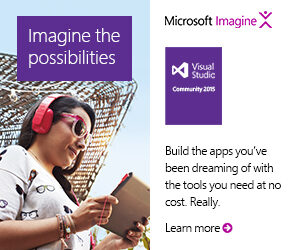 Imagine the
possibilities
Microsoft Imagine
Visual
Studio
Community 2015
Build the apps you've
been dreaming of with
the tools you need at no
cost. Really.
Learn more